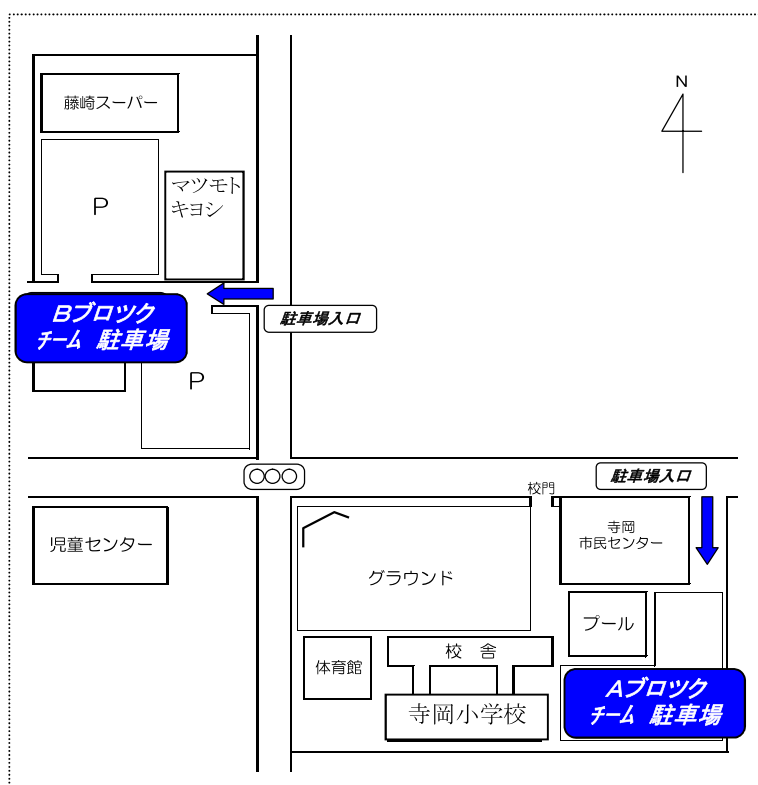 N
藤崎スーパー
P
マツモト
キヨシ
Bブロツク
チーム 駐車場
駐車場入口
P
駐車場入口
校門
児童センター
グラウンド
寺岡
市民センター
プール
体育館
校 舎
寺岡小学校
Aブロツク
チーム 駐車場